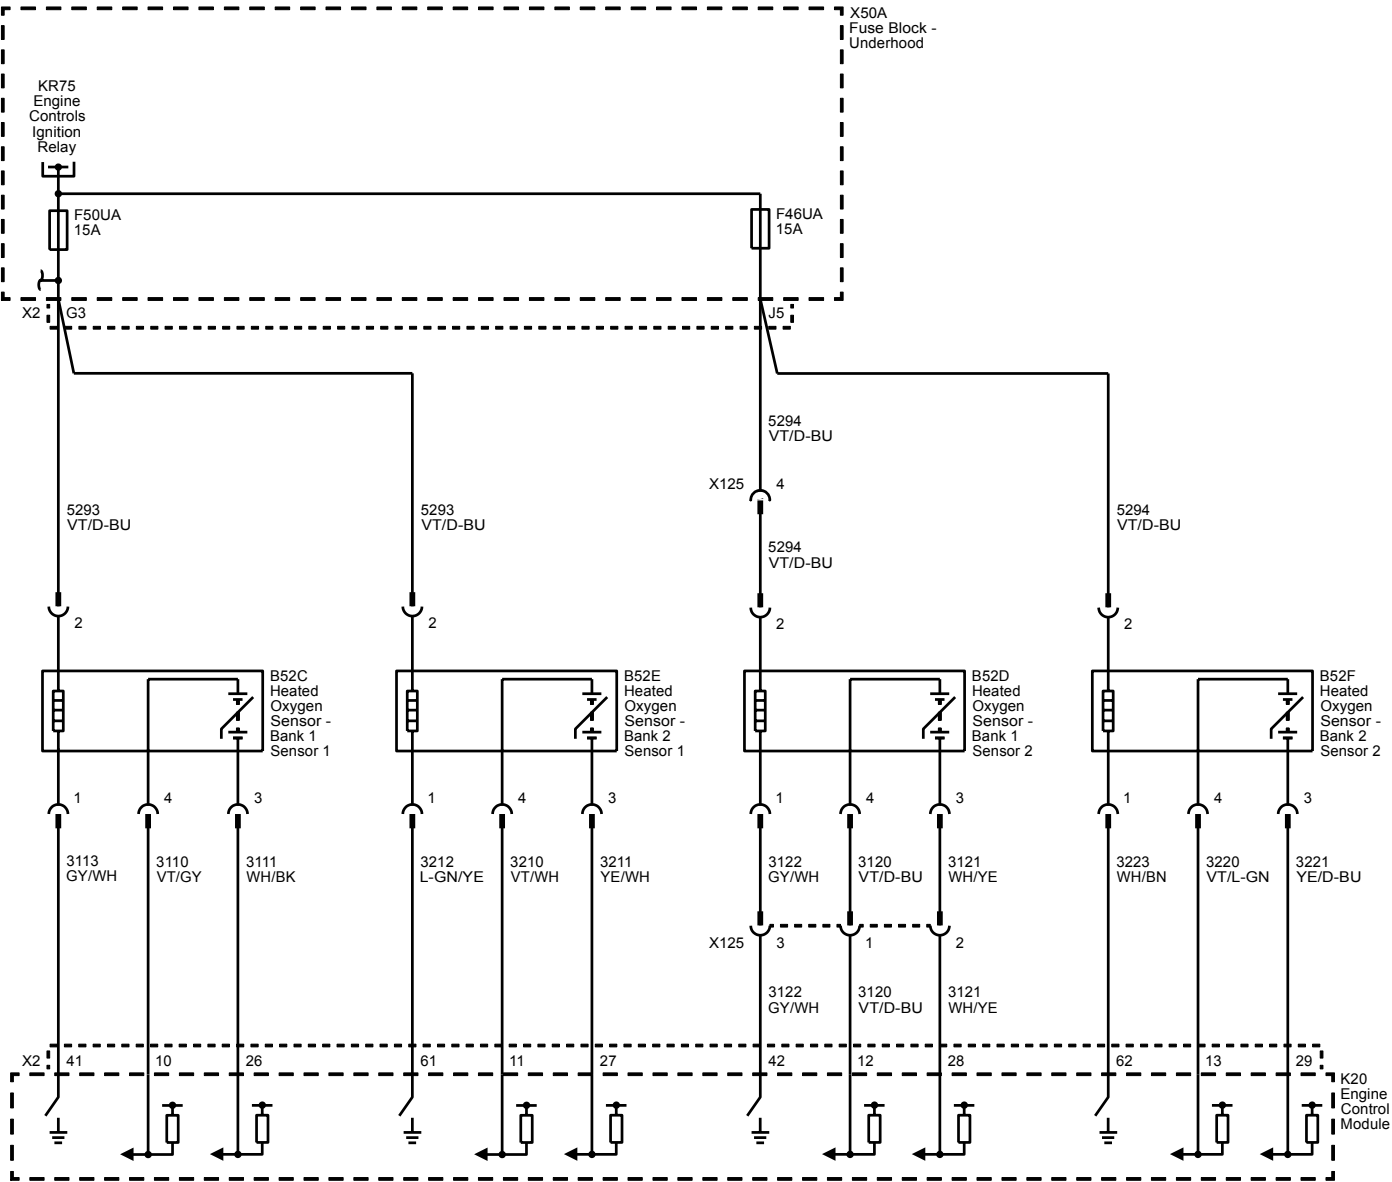 X50A
Fuse Block -
Underhood
KR75
Engine
Controls
Ignition
Relay
F50UA
15A
F46UA
15A
X2
G3
J5
5294
VT/D-BU
X125
4
5293
VT/D-BU
5293
VT/D-BU
5294
VT/D-BU
5294
VT/D-BU
2
2
2
2
B52C
Heated
Oxygen
Sensor -
Bank 1
Sensor 1
B52E
Heated
Oxygen
Sensor -
Bank 2
Sensor 1
B52D
Heated
Oxygen
Sensor -
Bank 1
Sensor 2
B52F
Heated
Oxygen
Sensor -
Bank 2
Sensor 2
1
4
3
1
4
3
1
4
3
1
4
3
3113
GY/WH
3110
VT/GY
3111
WH/BK
3212
L-GN/YE
3210
VT/WH
3211
YE/WH
3122
GY/WH
3120
VT/D-BU
3121
WH/YE
3223
WH/BN
3220
VT/L-GN
3221
YE/D-BU
X125
3
1
2
3122
GY/WH
3120
VT/D-BU
3121
WH/YE
X2
41
10
26
61
11
27
42
12
28
62
13
29
K20
Engine
Control
Module